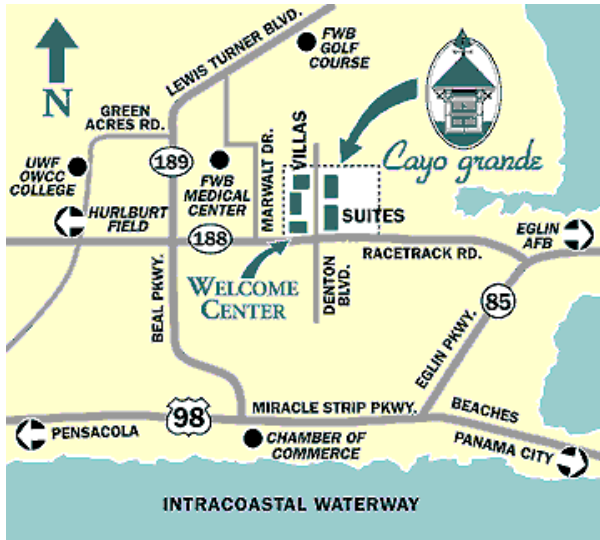 LEWIS TURNER BLVD.
FWB
GOLF
COURSE
N
GREEN
ACRES RD.
189
UWF
OWCC
COLLEGE
FWB
MEDICAL
CENTER
MARWALT DR.
VILLAS
Cayo grande
SUITES
HURLBURT
FIELD
188
RACETRACK RD.
EGLIN
AFB
WELCOME
CENTER
DENTON
BLVD.
BEAL PKWY.
85
EGLIN PKWY.
98
MIRACLE STRIP PKWY.
BEACHES
PENSACOLA
CHAMBER OF
COMMERCE
PANAMA CITY
INTRACOASTAL WATERWAY